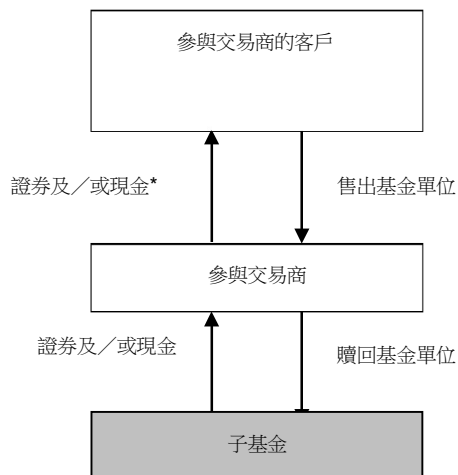 參與交易商的客戶
證券及／或現金*
售出基金單位
參與交易商
證券及／或現金
贖回基金單位
子基金